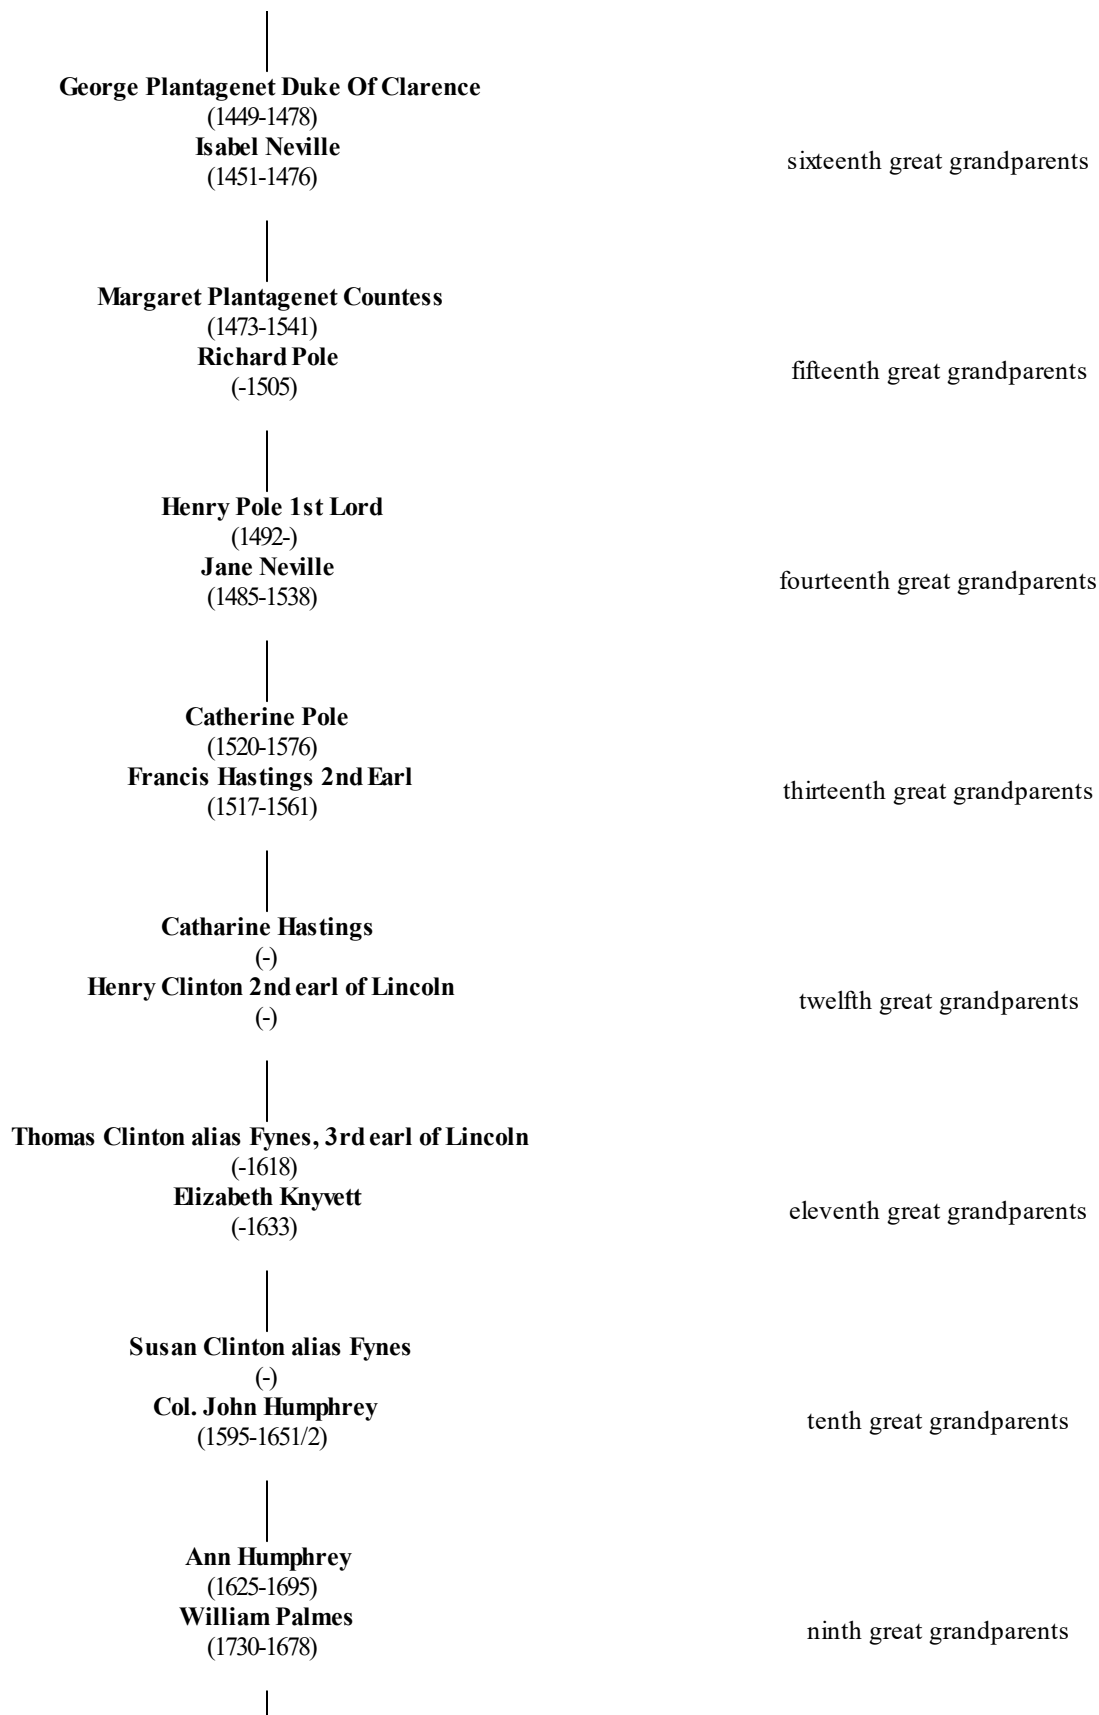 George Plantagenet Duke Of Clarence
(1449-1478)
Isabel Neville
(1451-1476)
sixteenth great grandparents
Margaret Plantagenet Countess
(1473-1541)
Richard Pole
(-1505)
fifteenth great grandparents
Henry Pole 1st Lord
(1492-)
Jane Neville
(1485-1538)
fourteenth great grandparents
Catherine Pole
(1520-1576)
Francis Hastings 2nd Earl
(1517-1561)
thirteenth great grandparents
Catharine Hastings
(-)
Henry Clinton 2nd earl of Lincoln
(-)
twelfth great grandparents
Thomas Clinton alias Fynes, 3rd earl of Lincoln
(-1618)
Elizabeth Knyvett
(-1633)
eleventh great grandparents
Susan Clinton alias Fynes
(-)
Col. John Humphrey
(1595-1651/2)
tenth great grandparents
Ann Humphrey
(1625-1695)
William Palmes
(1730-1678)
ninth great grandparents